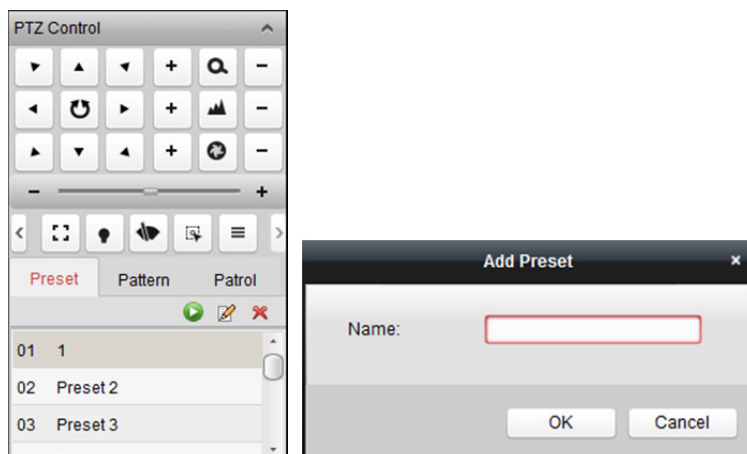 PTZ Control
Preset Pattern Patrol
01 1
02 Preset 2
03 Preset 3
Add Preset
Name:
OK Cancel